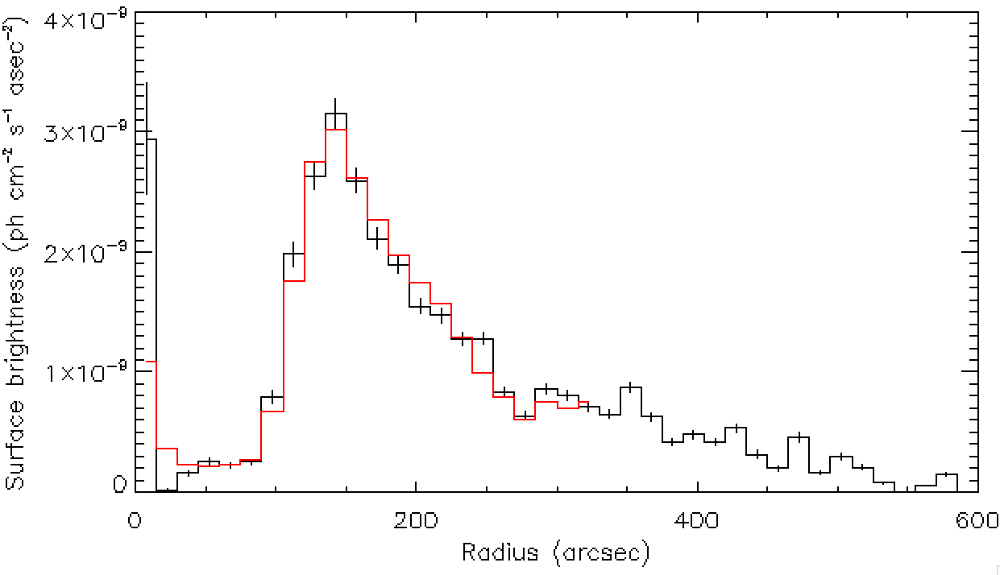 4×10⁻⁹
3×10⁻⁹
2×10⁻⁹
1×10⁻⁹
0
Surface brightness (ph cm⁻² s⁻¹ asec⁻²)
0 200 400 600
Radius (arcsec)